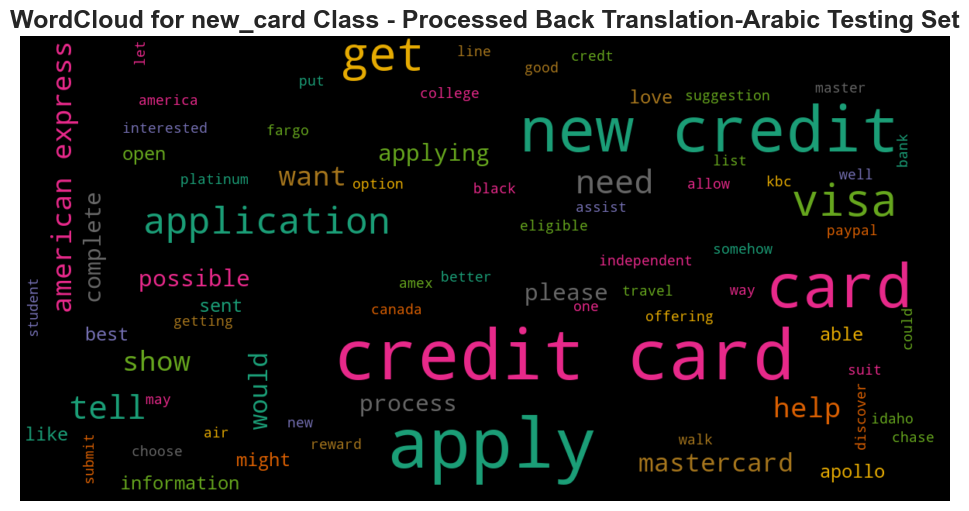 WordCloud for new_card Class - Processed Back Translation-Arabic Testing Set
let
get
line
credt
good
put
american express
america
college
love
suggestion
master
interested
fargo
new credit
open
applying
list
bank
platinum
want
option
black
need
allow
kbc
well
visa
complete
application
assist
eligible
paypal
somehow
independent
possible
amex
better
card
student
sent
canada
please
one
travel
way
getting
offering
best
able
could
show
credit card
suit
would
tell
may
process
help
discover
idaho
like
air
new
apply
chase
submit
choose
might
reward
walk
mastercard
apollo
information